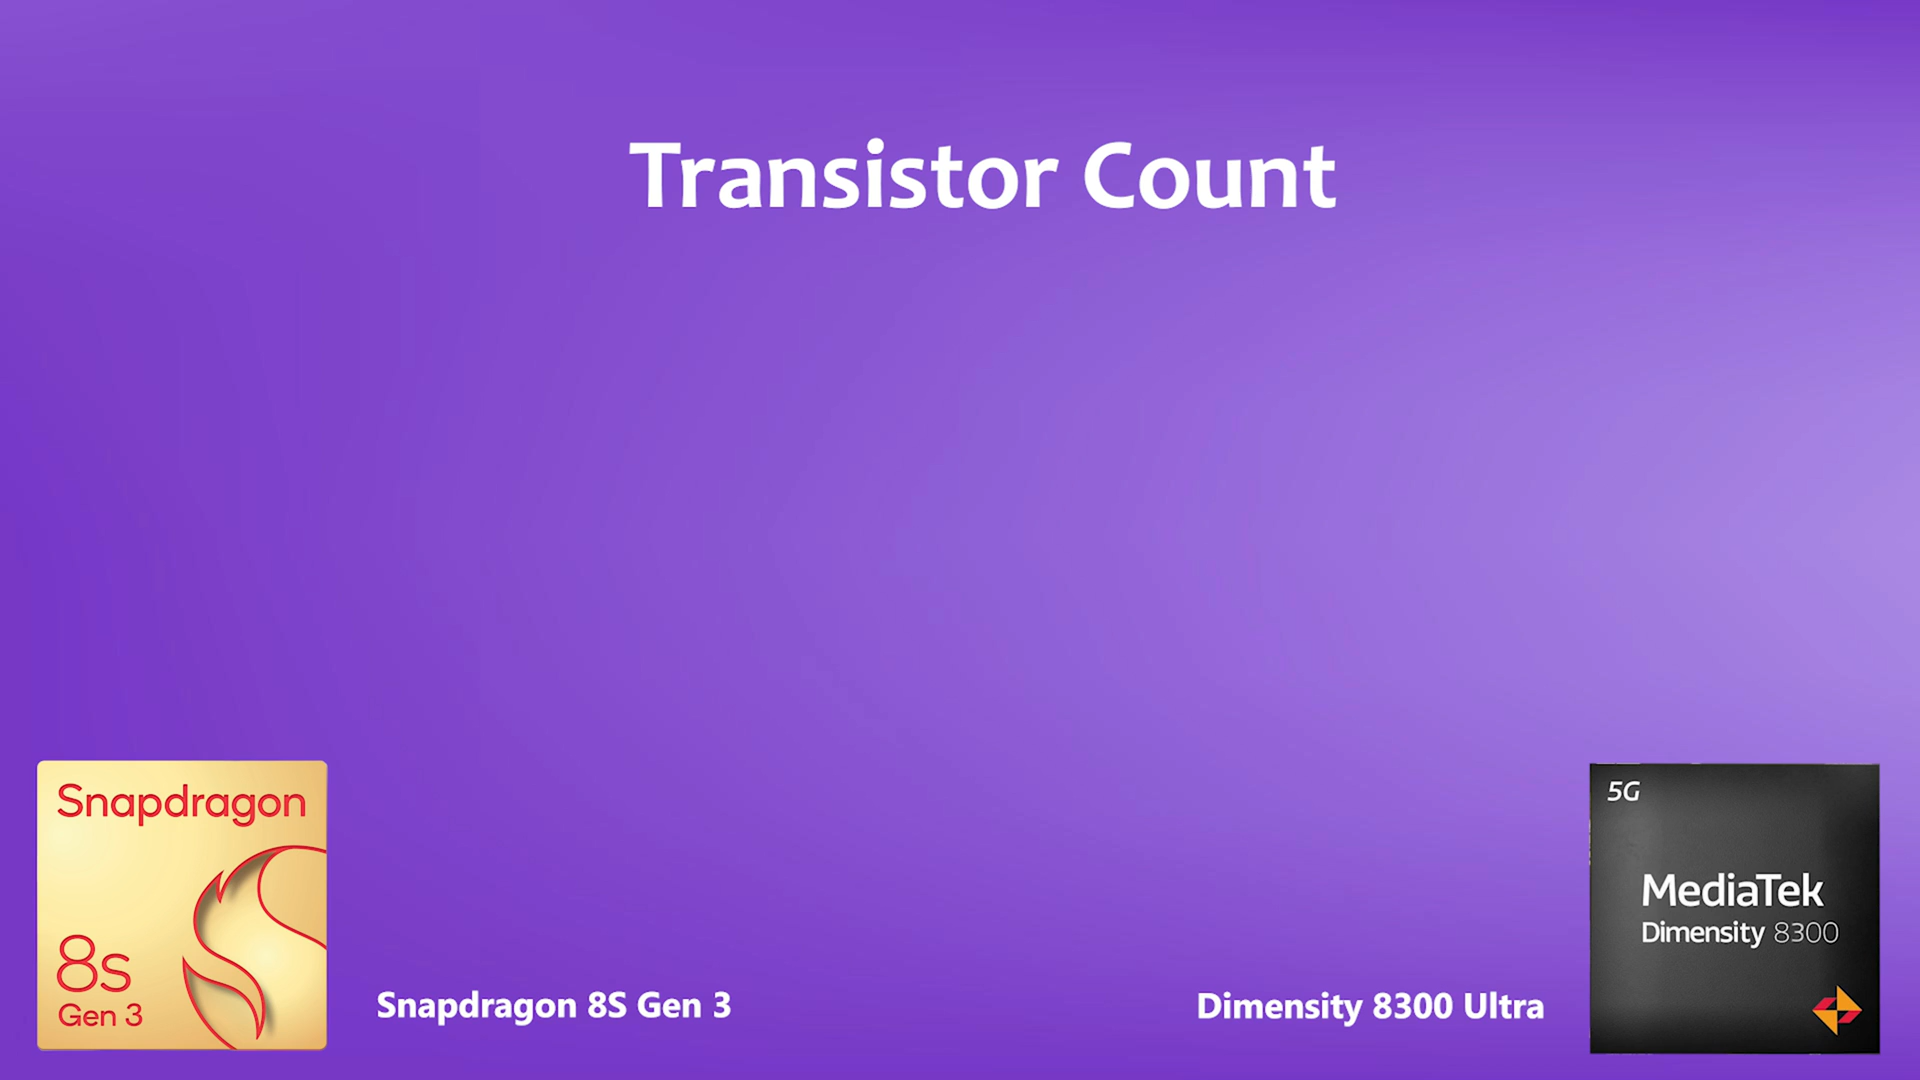 Transistor Count
Snapdragon
8s
Gen 3
Snapdragon 8S Gen 3
Dimensity 8300 Ultra
5G
MediaTek
Dimensity 8300